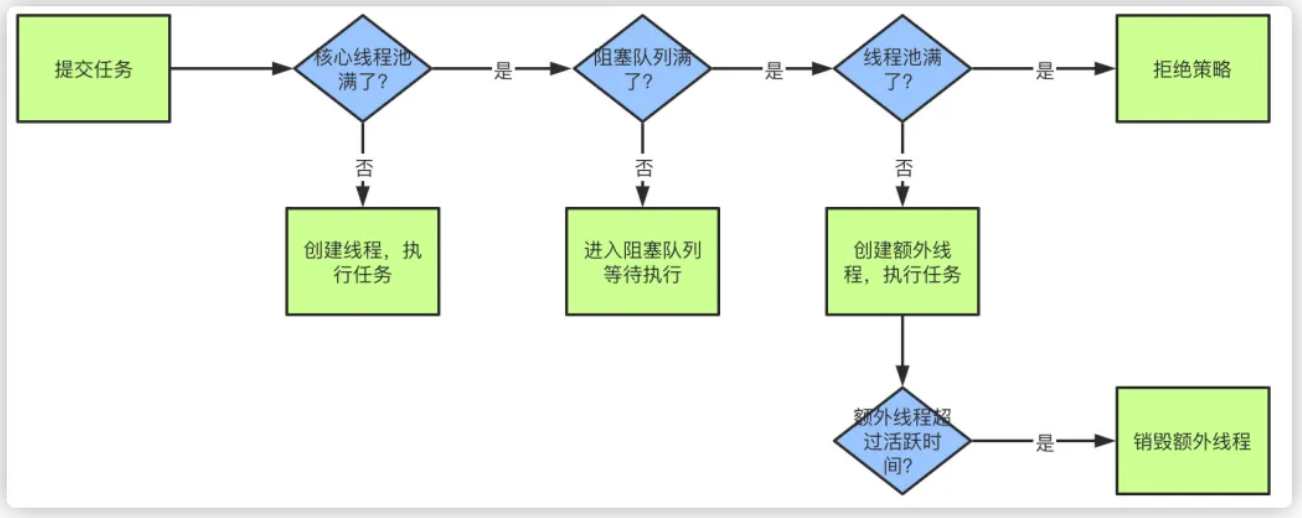 提交任务
核心线程池
满了？
是
阻塞队列满
了？
是
线程池满
了？
是
拒绝策略
否
否
否
创建线程，执
行任务
进入阻塞队列
等待执行
创建额外线
程，执行任务
额外线程超
过活跃时
间？
是
销毁额外线程